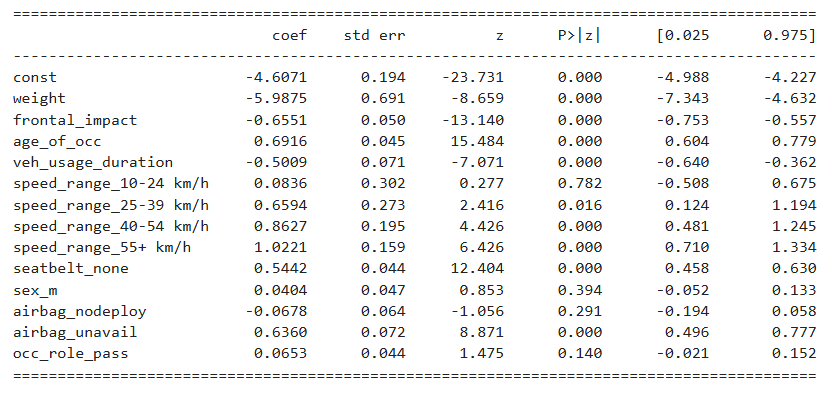 ==============================================================================================
coef std err z P>|z| [0.025 0.975]
----------------------------------------------------------------------------------------------
const -4.6071 0.194 -23.731 0.000 -4.988 -4.227
weight -5.9875 0.691 -8.659 0.000 -7.343 -4.632
frontal_impact -0.6551 0.050 -13.140 0.000 -0.753 -0.557
age_of_occ 0.6916 0.045 15.484 0.000 0.604 0.779
veh_usage_duration -0.5009 0.071 -7.071 0.000 -0.640 -0.362
speed_range_10-24 km/h 0.0836 0.302 0.277 0.782 -0.508 0.675
speed_range_25-39 km/h 0.6594 0.273 2.416 0.016 0.124 1.194
speed_range_40-54 km/h 0.8627 0.195 4.426 0.000 0.481 1.245
speed_range_55+ km/h 1.0221 0.159 6.426 0.000 0.710 1.334
seatbelt_none 0.5442 0.044 12.404 0.000 0.458 0.630
sex_m 0.0404 0.047 0.853 0.394 -0.052 0.133
airbag_nodeploy -0.0678 0.064 -1.056 0.291 -0.194 0.058
airbag_unavail 0.6360 0.072 8.871 0.000 0.496 0.777
occ_role_pass 0.0653 0.044 1.475 0.140 -0.021 0.152
==============================================================================================